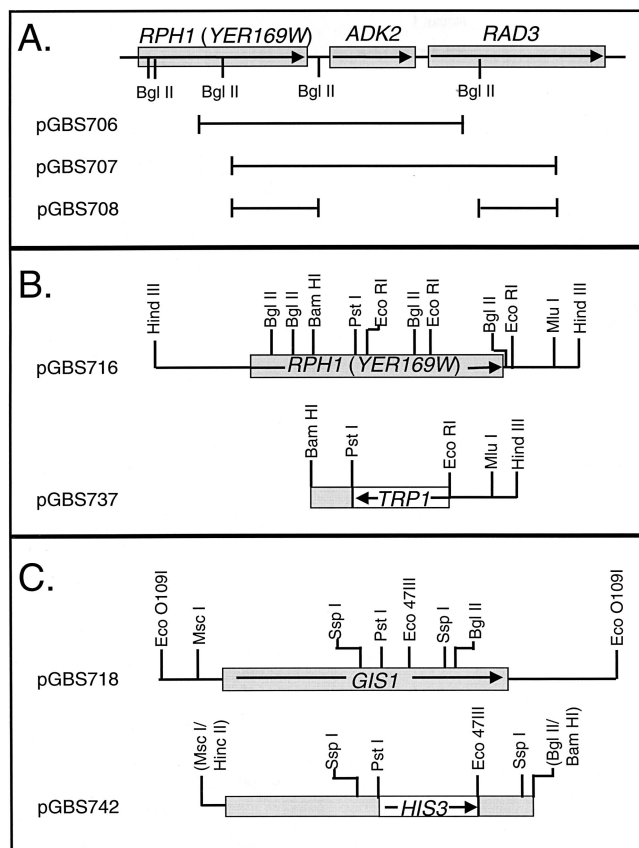 A.
RPH1 (YER169W)
ADK2
RAD3
Bgl II
Bgl II
Bgl II
Bgl II
pGBS706
pGBS707
pGBS708
B.
Hind III
Bgl II
Bgl II
Bam HI
Pst I
Eco RI
Bgl II
Eco RI
Bgl II
Eco RI
Mlu I
Hind III
pGBS716
RPH1 (YER169W)
Bam HI
Pst I
Eco RI
Mlu I
Hind III
pGBS737
TRP1
C.
Eco O109I
Msc I
Ssp I
Pst I
Eco 47III
Ssp I
Bgl II
Eco O109I
pGBS718
GIS1
(Msc I/
Hinc II)
Ssp I
Pst I
Eco 47III
Ssp I
(Bgl II/
Bam HI)
pGBS742
HIS3